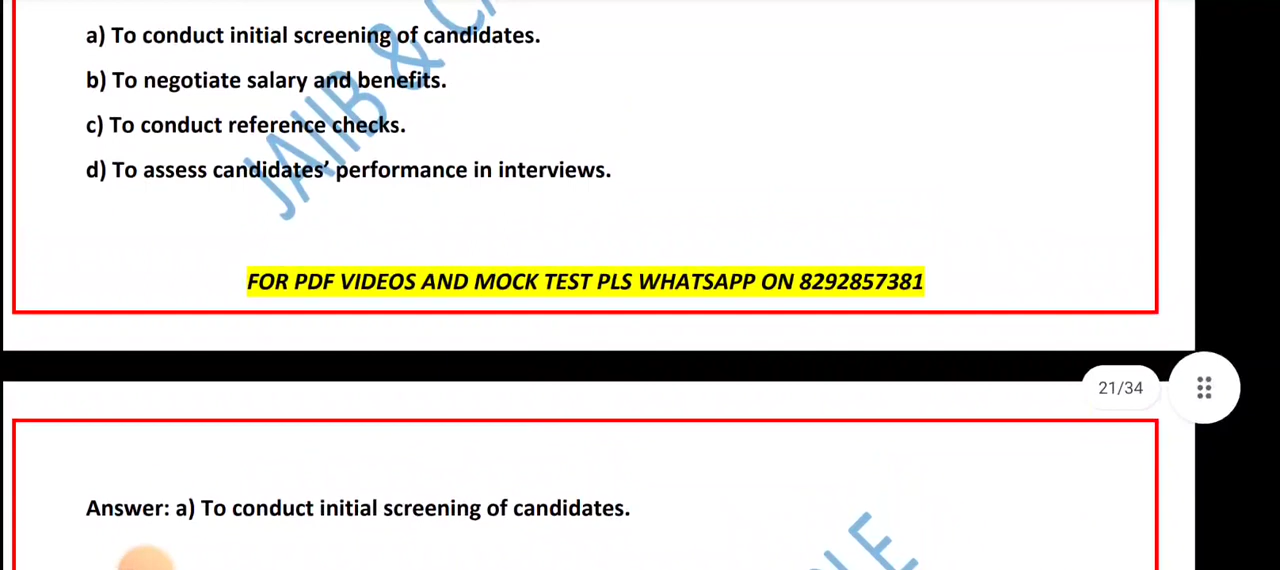 a) To conduct initial screening of candidates.
b) To negotiate salary and benefits.
c) To conduct reference checks.
d) To assess candidates’ performance in interviews.
JAIIB & CA
FOR PDF VIDEOS AND MOCK TEST PLS WHATSAPP ON 8292857381
21/34
Answer: a) To conduct initial screening of candidates.